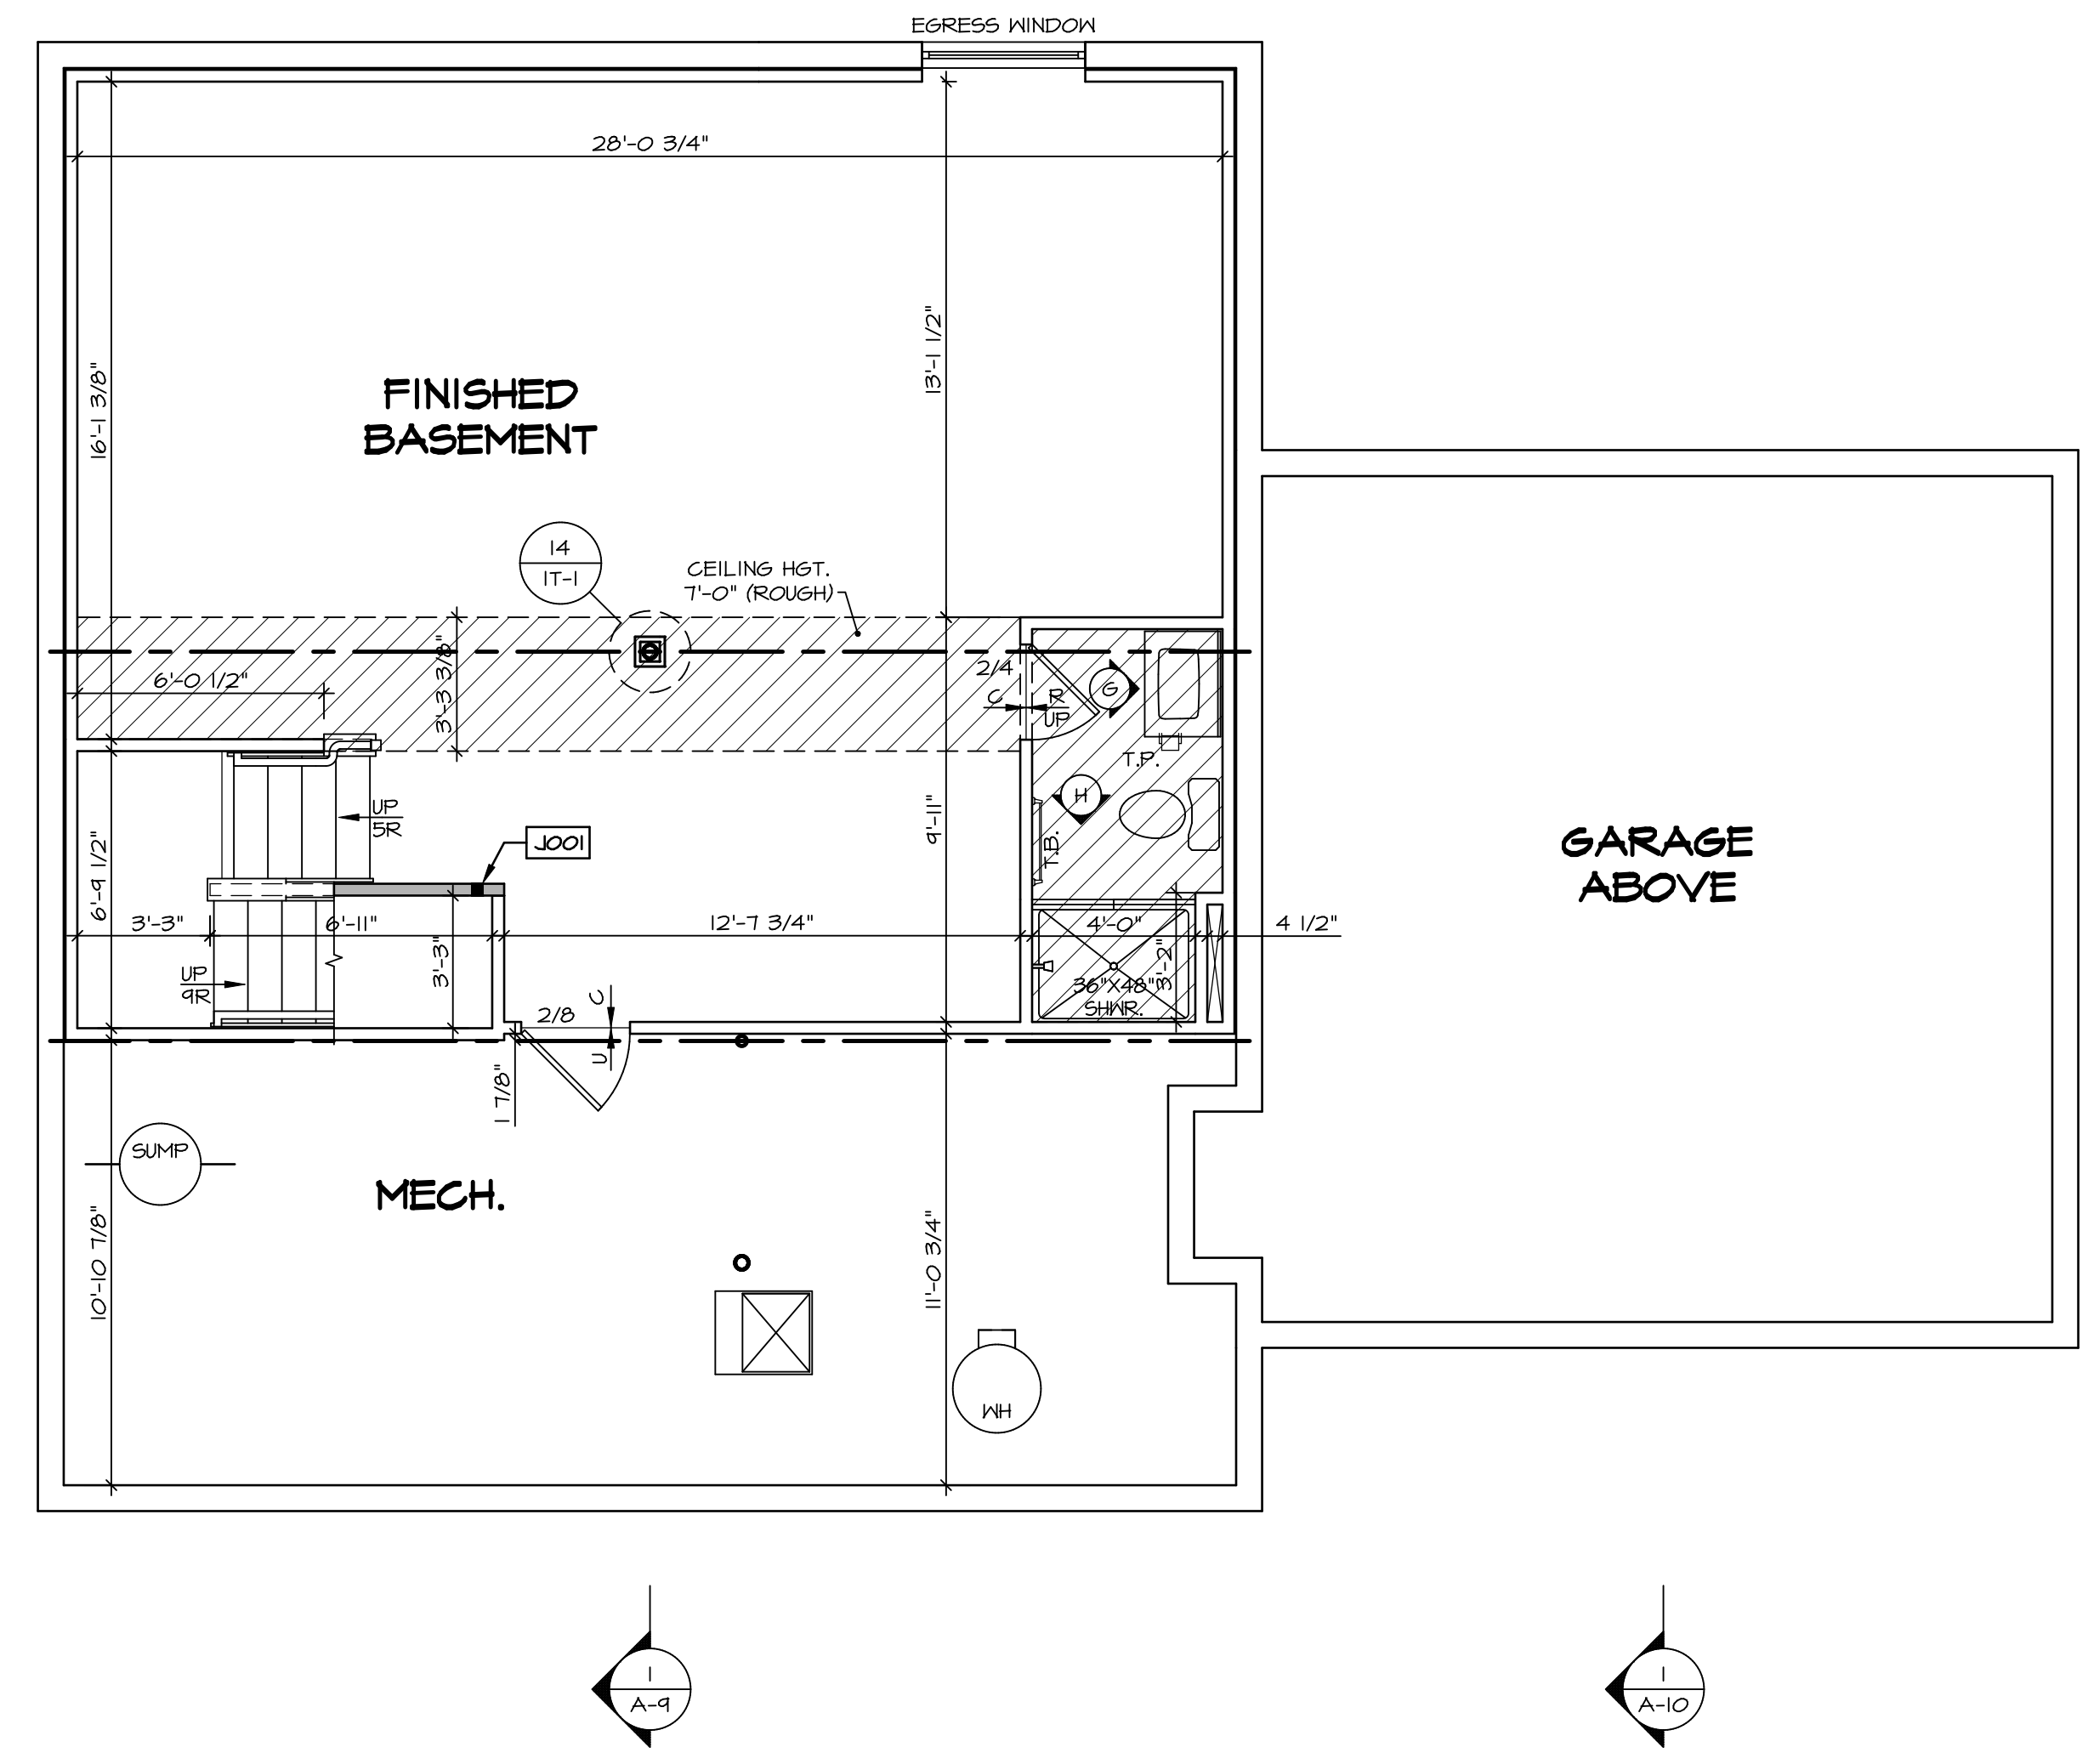 EGRESS WINDOW
28'-0 3/4"
16'-1 3/8"
13'-1 1/2"
FINISHED
BASEMENT
14
1T-1
CEILING HGT.
7'-0" (ROUGH)
6'-0 1/2"
3'-3 3/8"
2/4
C
R
UP
G
T.P.
H
T.B.
UP
5R
J001
9'-11"
6'-9 1/2"
GARAGE
ABOVE
3'-3"
6'-11"
12'-7 3/4"
4'-0"
4 1/2"
3'-3"
3'-2"
UP
9R
36"X48"
SHWR.
2/8
C
U
1 7/8"
SUMP
MECH.
10'-10 7/8"
11'-0 3/4"
WH
1
A-9
1
A-10